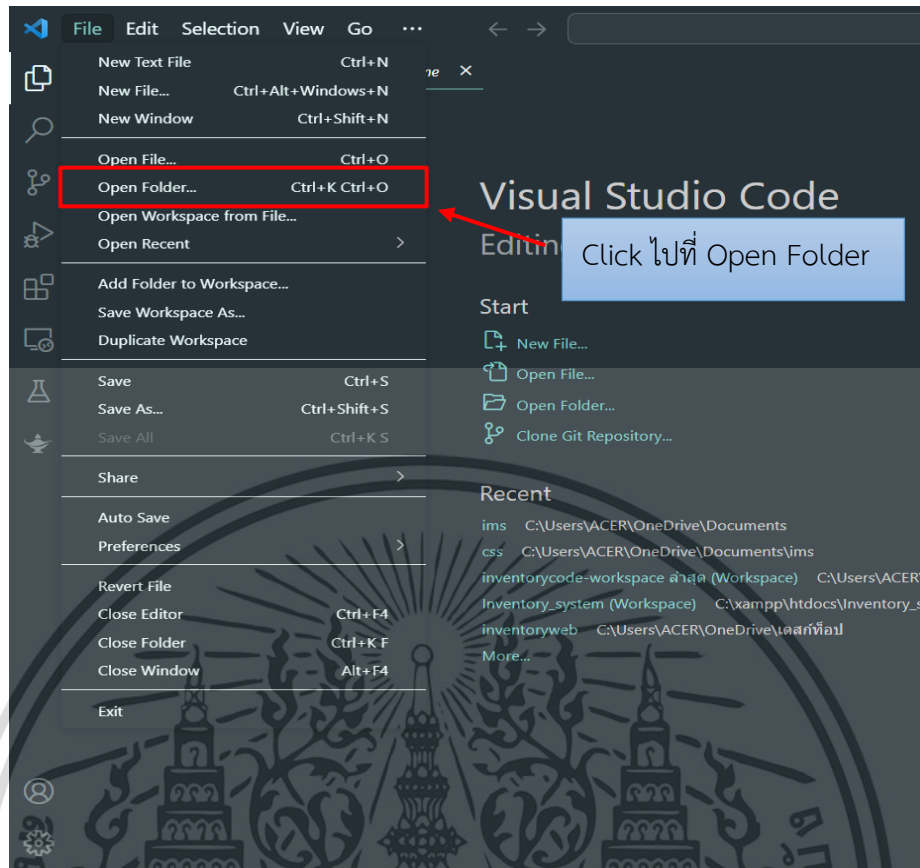 File Edit Selection View Go ...
New Text File Ctrl+N
New File... Ctrl+Alt+Windows+N
New Window Ctrl+Shift+N
Open File... Ctrl+O
Open Folder... Ctrl+K Ctrl+O
Open Workspace from File...
Open Recent
Add Folder to Workspace...
Save Workspace As...
Duplicate Workspace
Save Ctrl+S
Save As... Ctrl+Shift+S
Save All Ctrl+K S
Share
Auto Save
Preferences
Revert File
Close Editor Ctrl+F4
Close Folder Ctrl+K F
Close Window Alt+F4
Exit
Visual Studio Code
Click ไปที่ Open Folder
Start
New File...
Open File...
Open Folder...
Clone Git Repository...
Recent
ims C:\Users\ACER\OneDrive\Documents
css C:\Users\ACER\OneDrive\Documents\ims
inventorycode-workspace ล่าสุด (Workspace) C:\Users\ACER\
Inventory_system (Workspace) C:\xampp\htdocs\Inventory_s
inventoryweb C:\Users\ACER\OneDrive\เดสก์ท็อป
More...